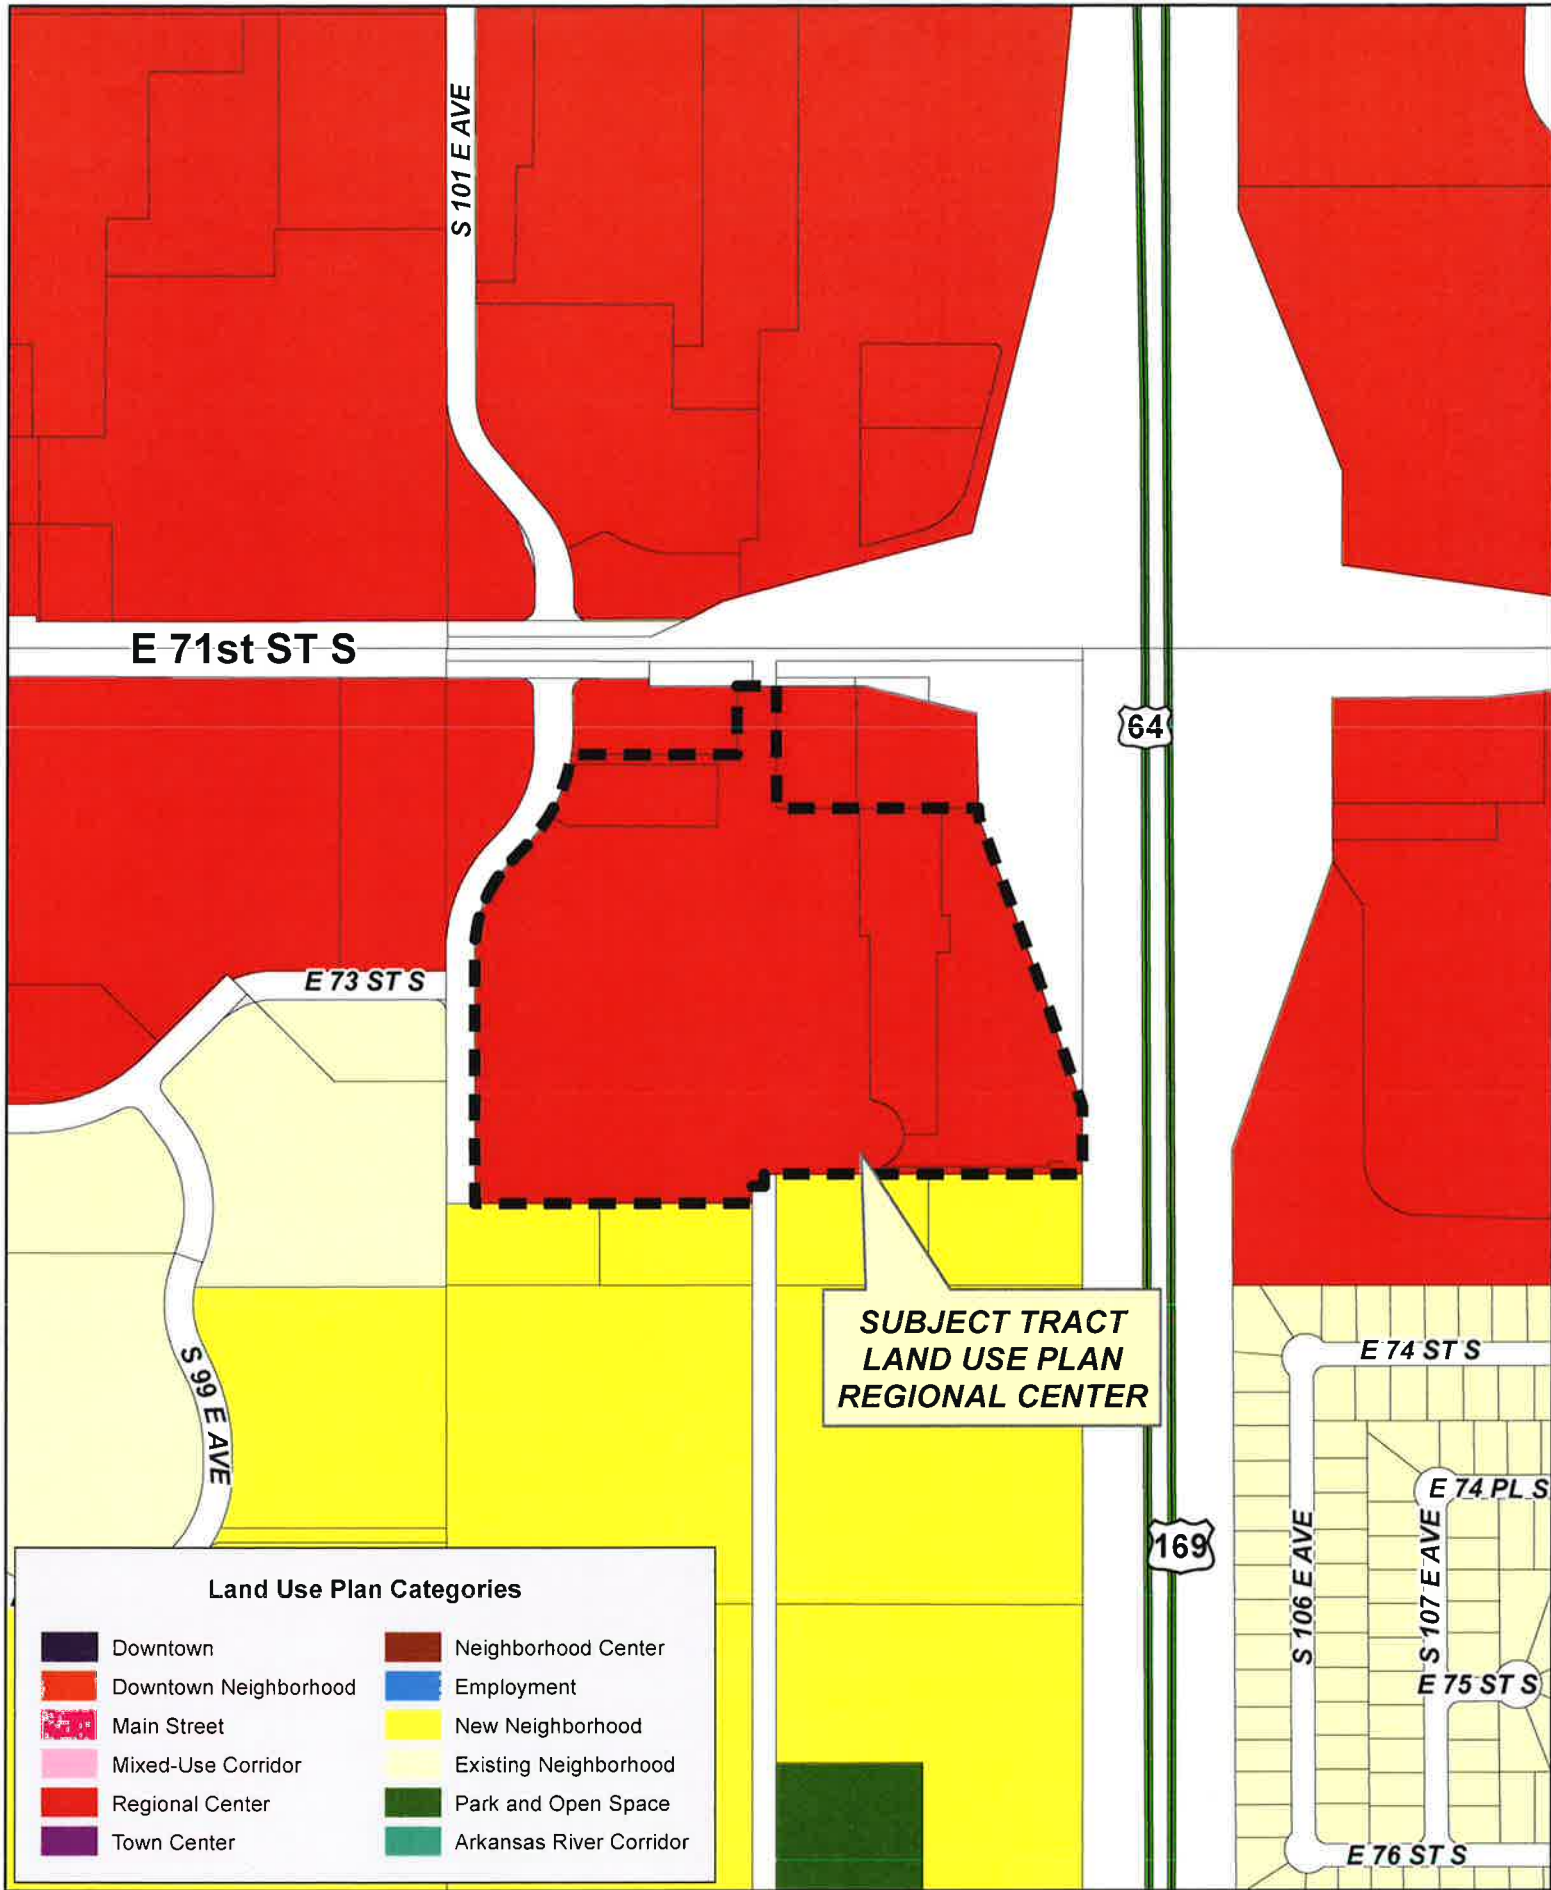 S 101 E AVE
E 71st ST S
64
E 73 ST S
SUBJECT TRACT
LAND USE PLAN
REGIONAL CENTER
E 74 ST S
S 99 E AVE
E 74 PL S
169
S 106 E AVE
S 107 E AVE
E 75 ST S
E 76 ST S
Land Use Plan Categories
Downtown
Downtown Neighborhood
Main Street
Mixed-Use Corridor
Regional Center
Town Center
Neighborhood Center
Employment
New Neighborhood
Existing Neighborhood
Park and Open Space
Arkansas River Corridor